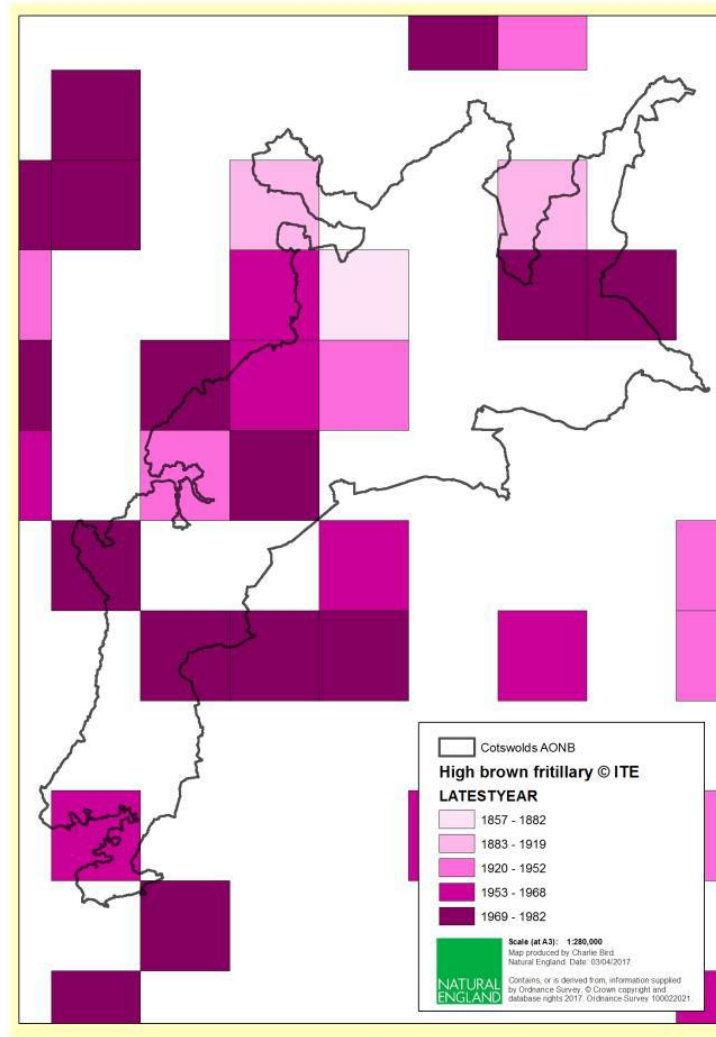 Cotswolds AONB
High brown fritillary © ITE
LATESTYEAR
1857 - 1882
1883 - 1919
1920 - 1952
1953 - 1968
1969 - 1982
NATURAL
ENGLAND
Scale (at A3): 1:280,000
Map produced by Charlie Bird
Natural England. Date: 03/04/2017
Contains, or is derived from, information supplied
by Ordnance Survey. © Crown copyright and
database rights 2017. Ordnance Survey 100022021.